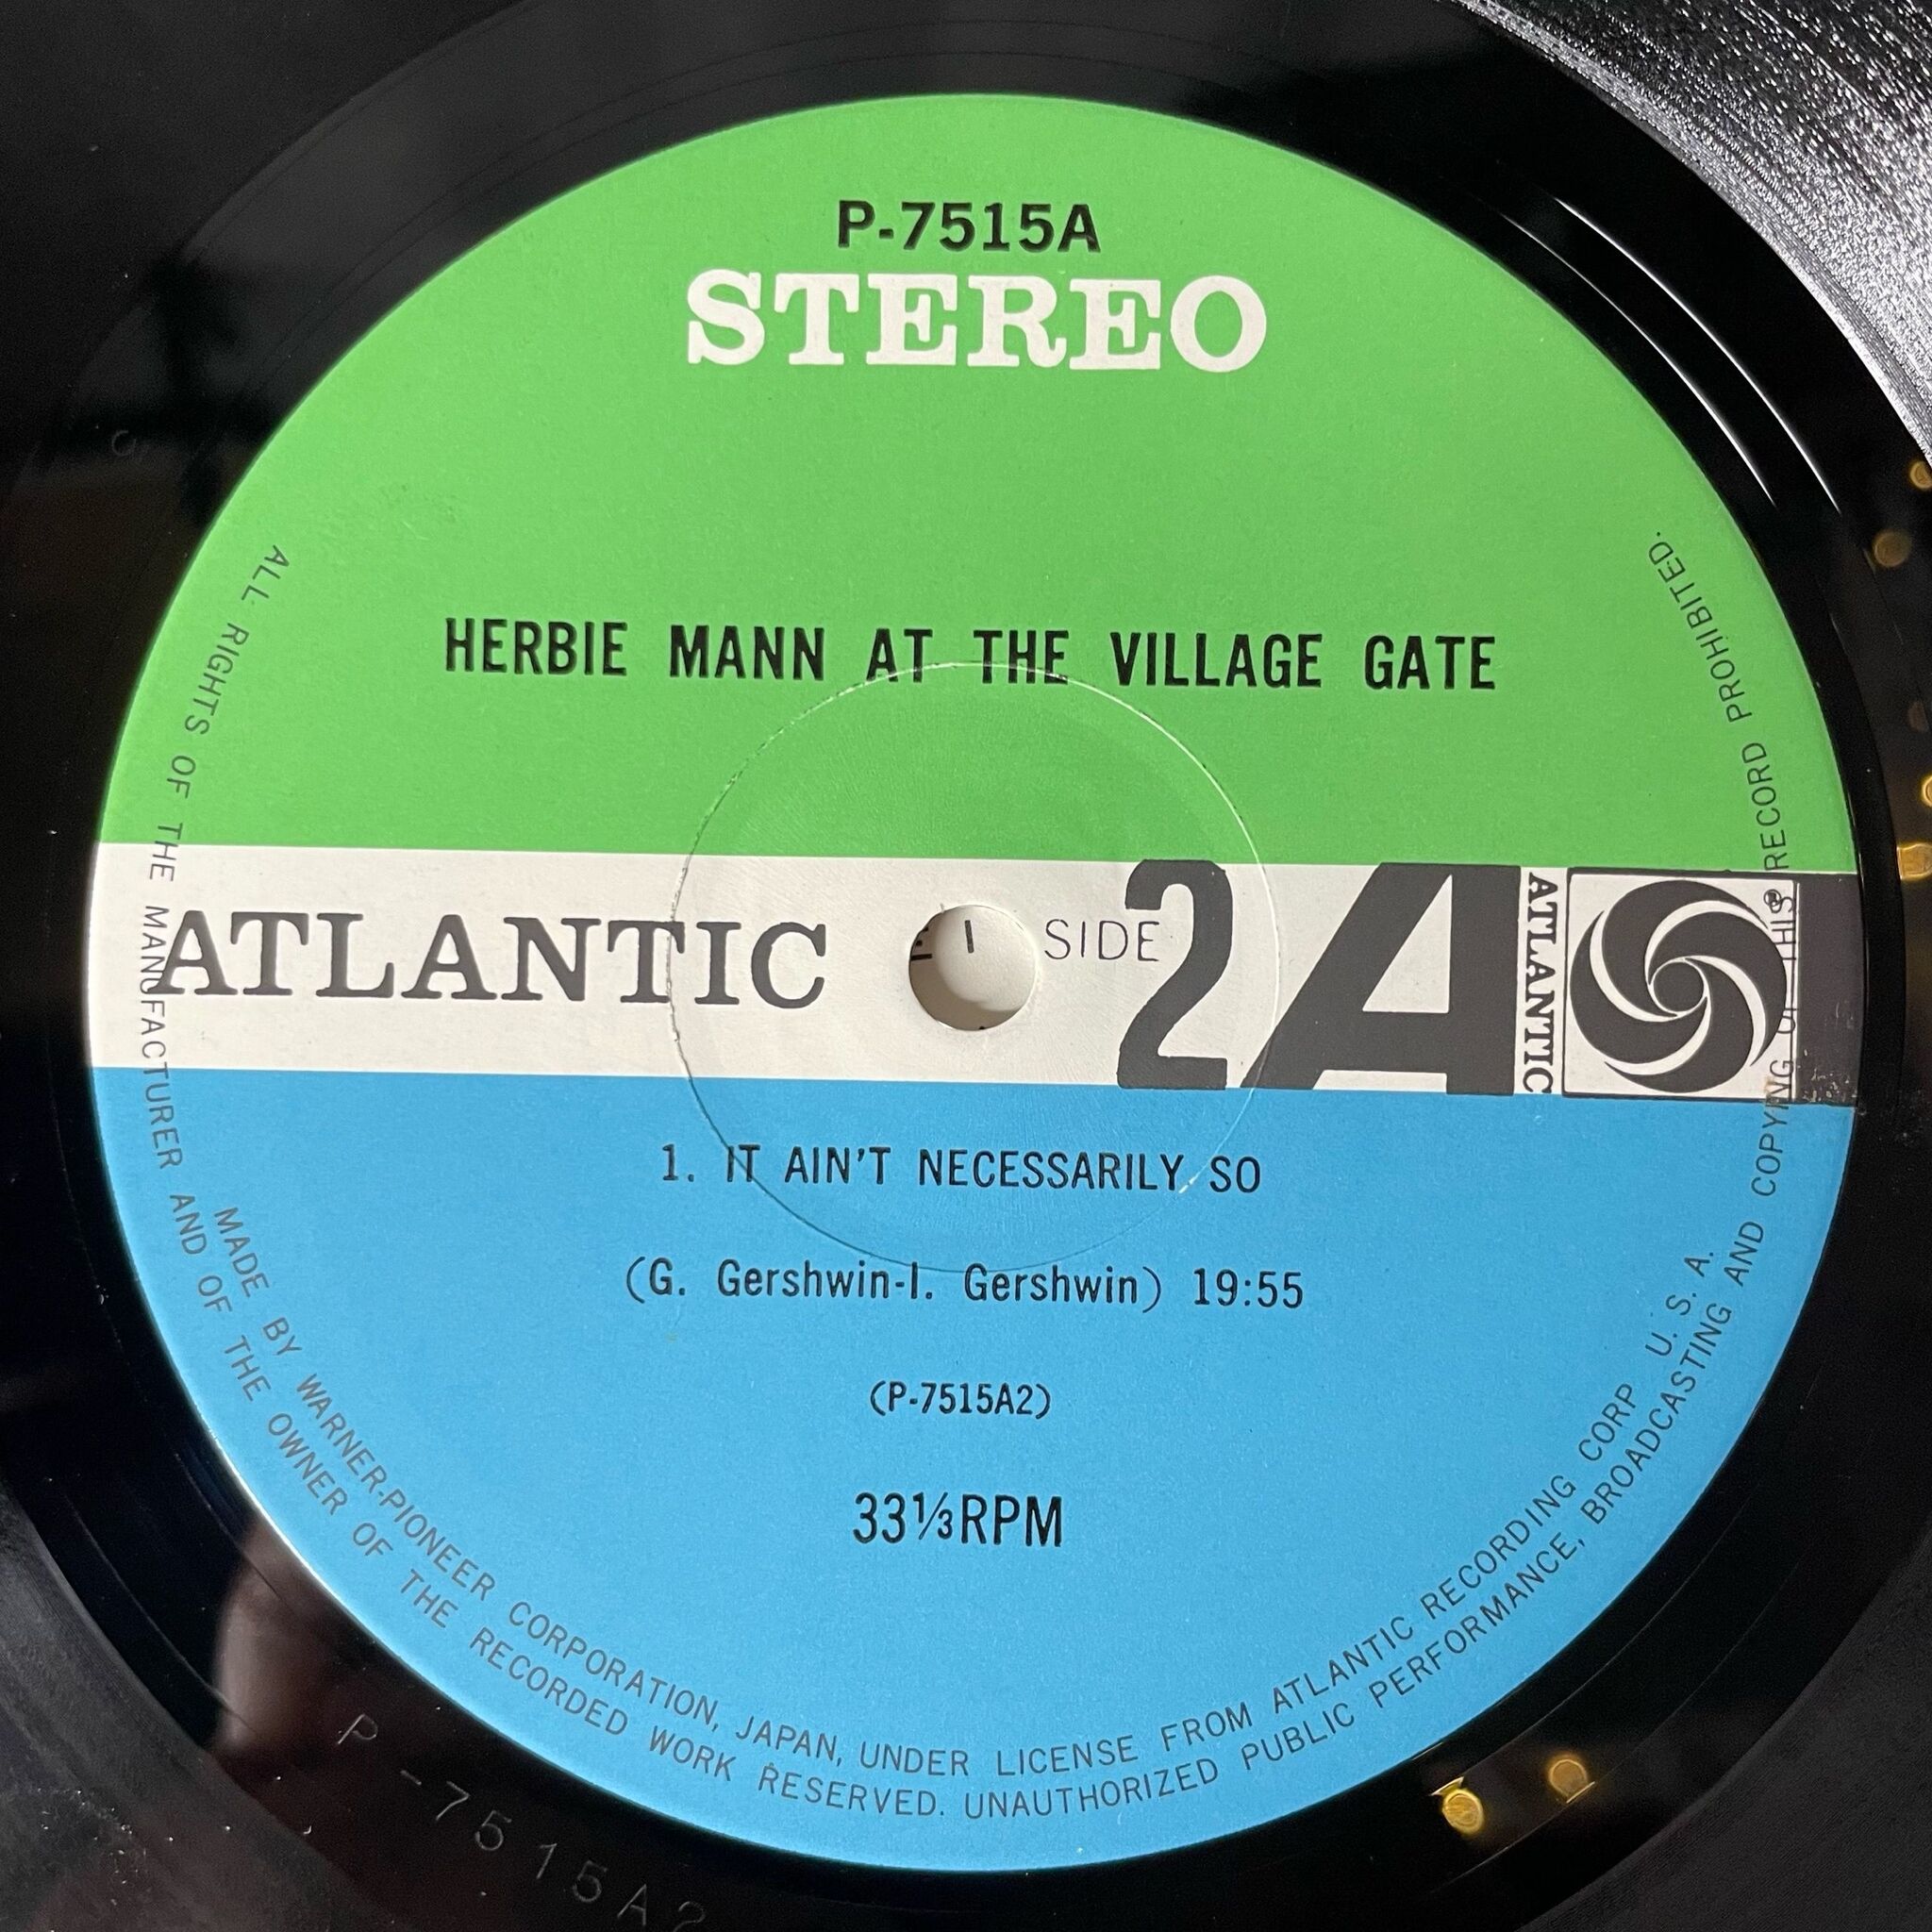 P-7515A
STEREO
HERBIE MANN AT THE VILLAGE GATE
ATLANTIC
SIDE 2
A
ATLANTIC
®
1. IT AIN'T NECESSARILY SO
(G. Gershwin-I. Gershwin) 19:55
(P-7515A2)
33⅓RPM
MADE BY WARNER-PIONEER CORPORATION, JAPAN, UNDER LICENSE FROM ATLANTIC RECORDING CORP. U. S. A.
ALL RIGHTS OF THE MANUFACTURER AND OF THE OWNER OF THE RECORDED WORK RESERVED. UNAUTHORIZED PUBLIC PERFORMANCE, BROADCASTING AND COPYING OF THIS RECORD PROHIBITED.
P-7515A2